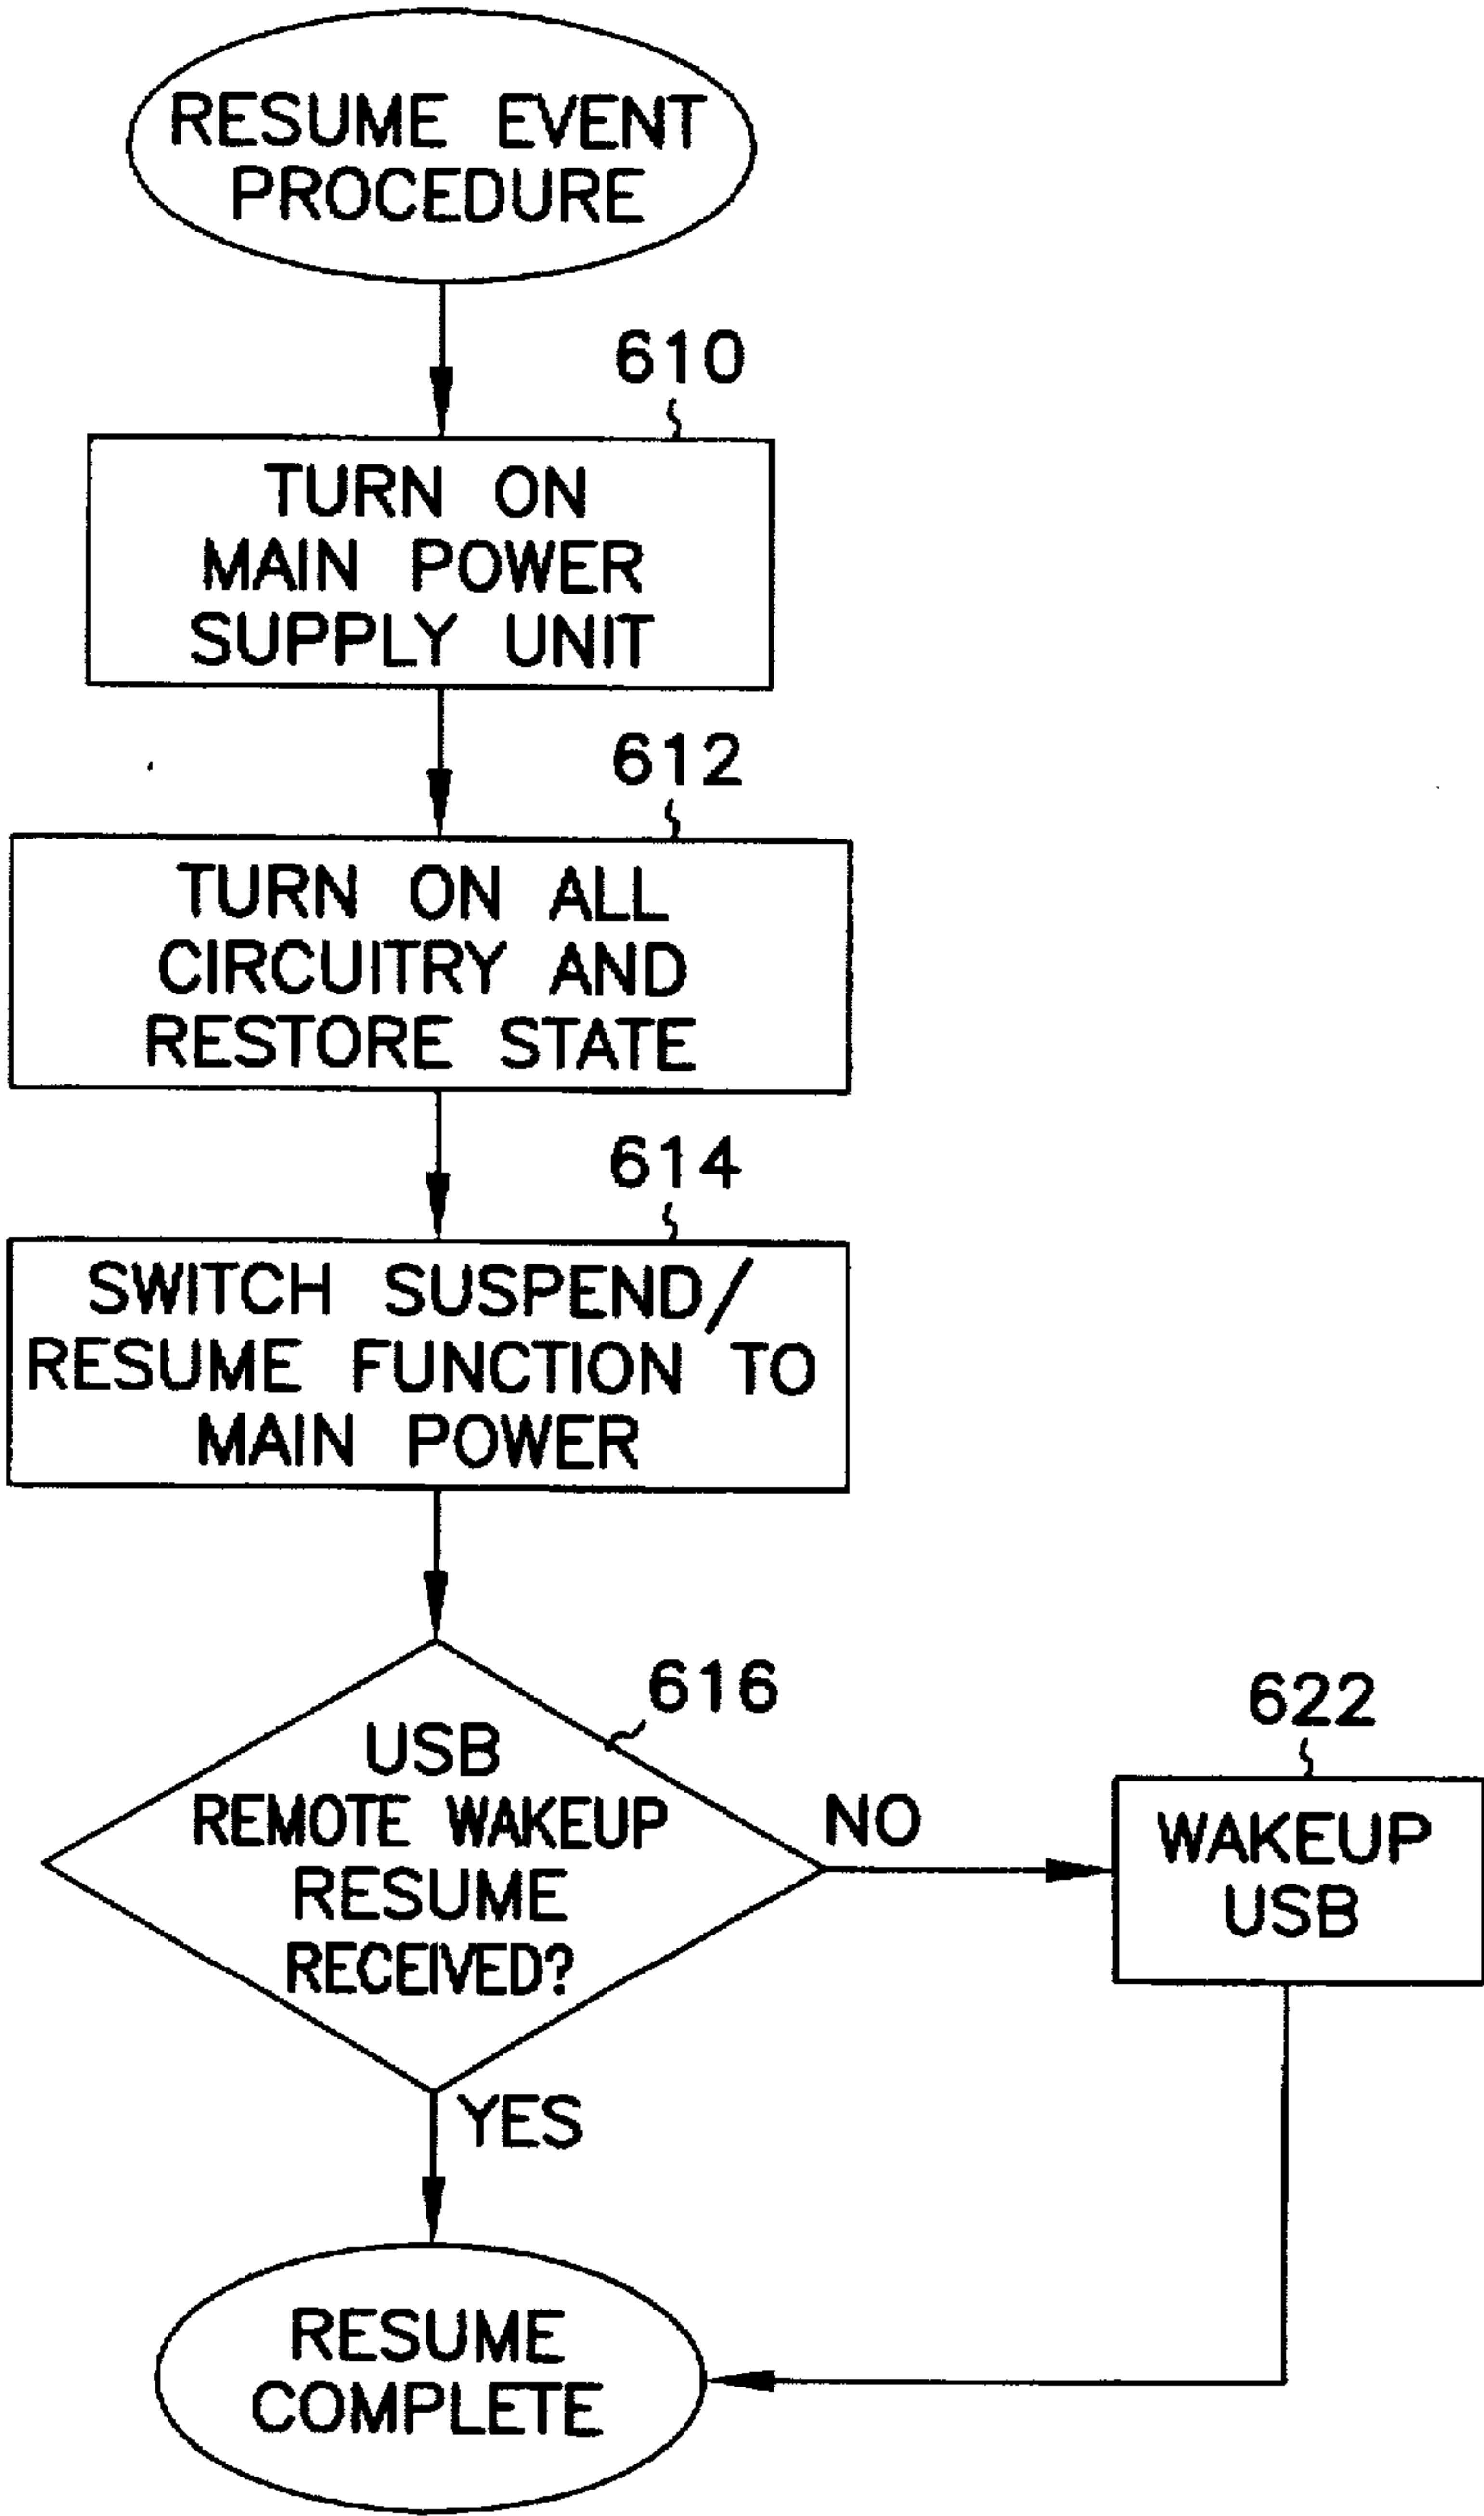 RESUME EVENT
PROCEDURE
610
TURN ON
MAIN POWER
SUPPLY UNIT
612
TURN ON ALL
CIRCUITRY AND
RESTORE STATE
614
SWITCH SUSPEND/
RESUME FUNCTION TO
MAIN POWER
616
USB
REMOTE WAKEUP
RESUME
RECEIVED?
NO
622
WAKEUP
USB
YES
RESUME
COMPLETE